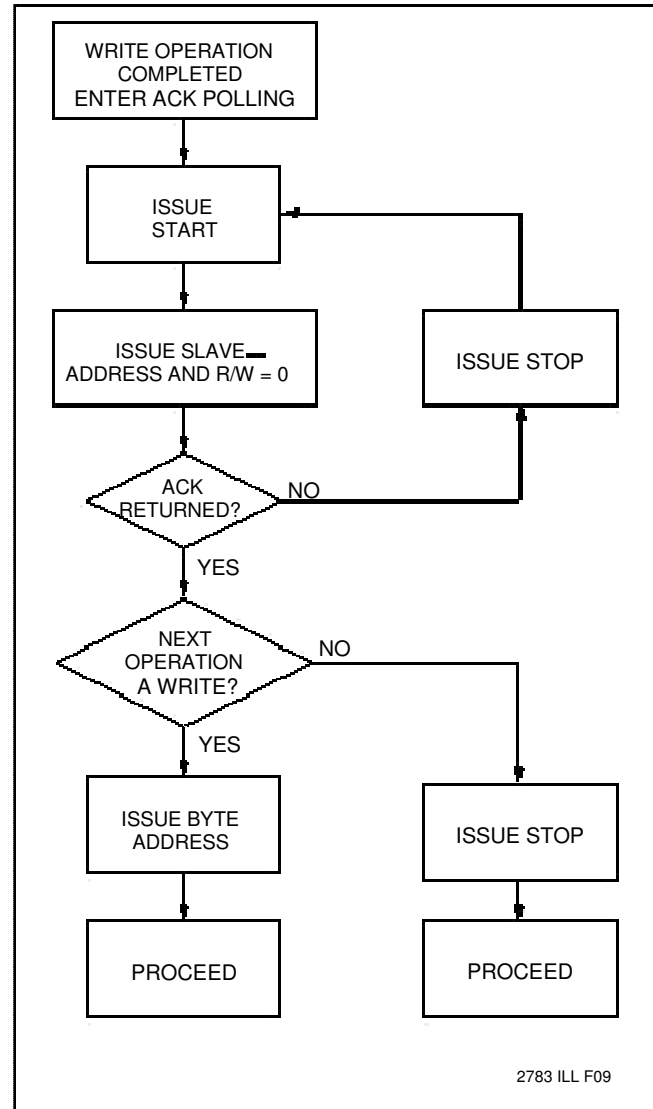 WRITE OPERATION
COMPLETED
ENTER ACK POLLING
ISSUE
START
ISSUE SLAVE
ADDRESS AND R/W = 0
ISSUE STOP
ACK
RETURNED?
NO
YES
NEXT
OPERATION
A WRITE?
NO
YES
ISSUE BYTE
ADDRESS
ISSUE STOP
PROCEED
PROCEED
2783 ILL F09